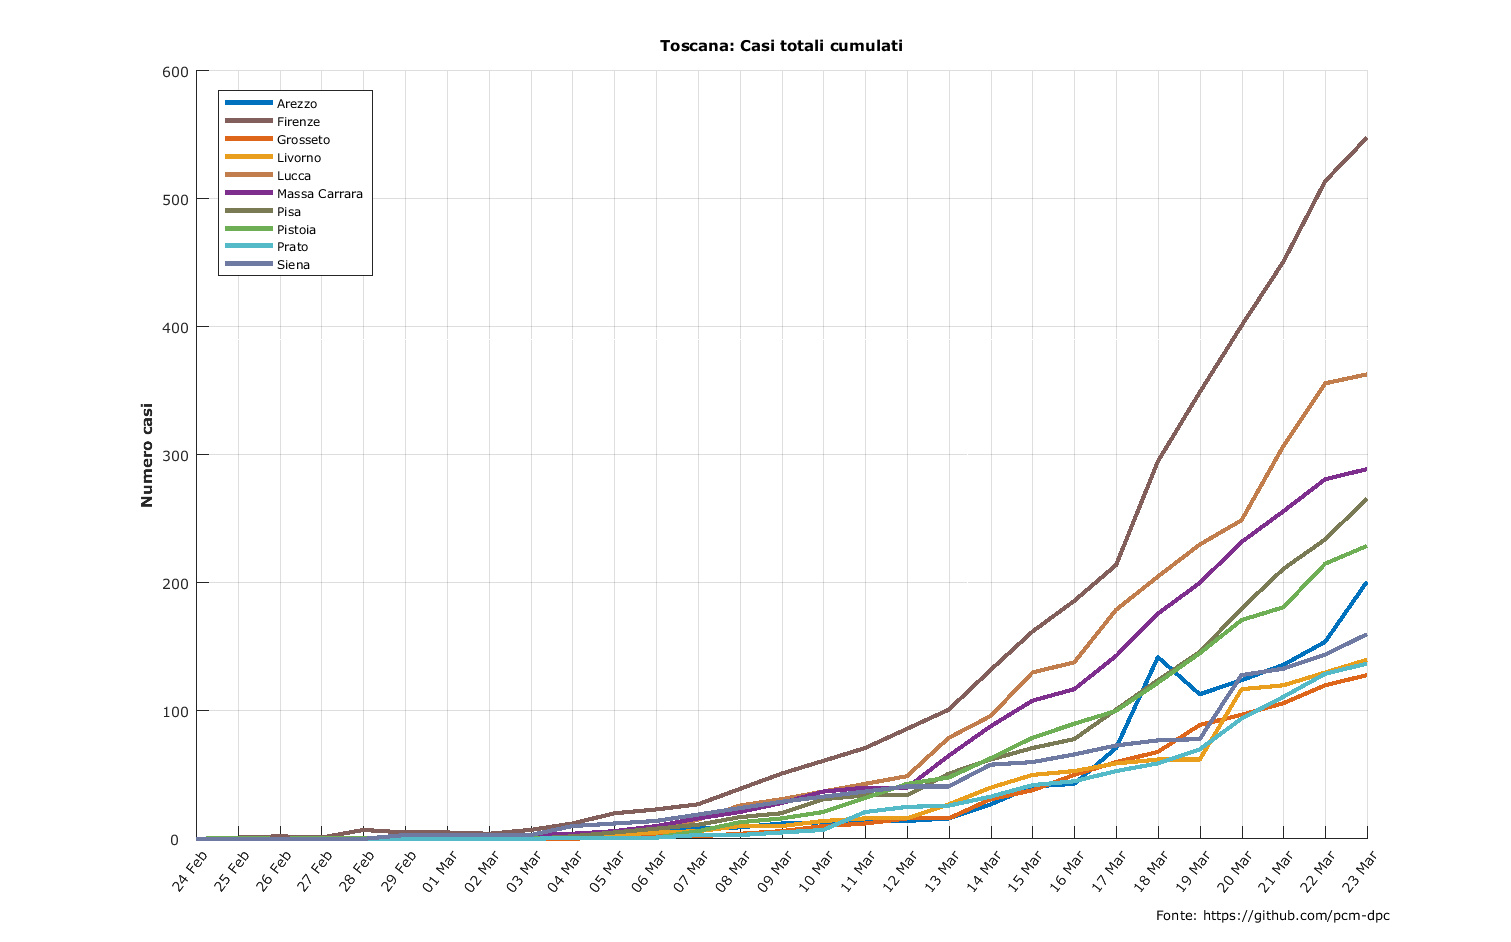 Toscana: Casi totali cumulati
600
500
400
300
200
100
0
Numero casi
Arezzo
Firenze
Grosseto
Livorno
Lucca
Massa Carrara
Pisa
Pistoia
Prato
Siena
24 Feb
25 Feb
26 Feb
27 Feb
28 Feb
29 Feb
01 Mar
02 Mar
03 Mar
04 Mar
05 Mar
06 Mar
07 Mar
08 Mar
09 Mar
10 Mar
11 Mar
12 Mar
13 Mar
14 Mar
15 Mar
16 Mar
17 Mar
18 Mar
19 Mar
20 Mar
21 Mar
22 Mar
23 Mar
Fonte: https://github.com/pcm-dpc